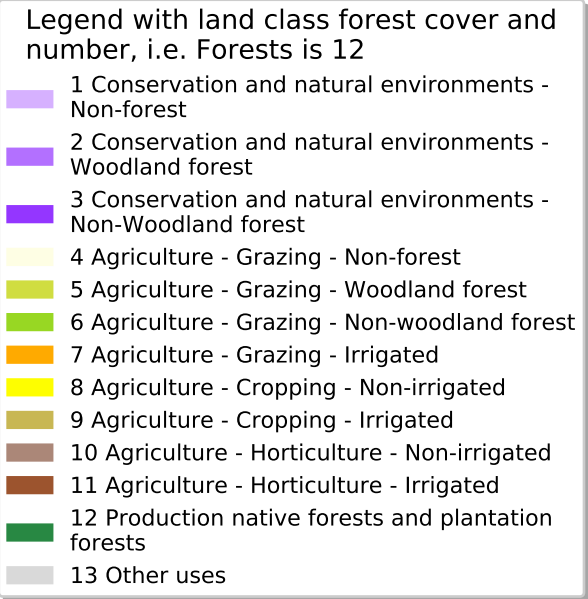 Legend with land class forest cover and
number, i.e. Forests is 12
1 Conservation and natural environments -
Non-forest
2 Conservation and natural environments -
Woodland forest
3 Conservation and natural environments -
Non-Woodland forest
4 Agriculture - Grazing - Non-forest
5 Agriculture - Grazing - Woodland forest
6 Agriculture - Grazing - Non-woodland forest
7 Agriculture - Grazing - Irrigated
8 Agriculture - Cropping - Non-irrigated
9 Agriculture - Cropping - Irrigated
10 Agriculture - Horticulture - Non-irrigated
11 Agriculture - Horticulture - Irrigated
12 Production native forests and plantation
forests
13 Other uses